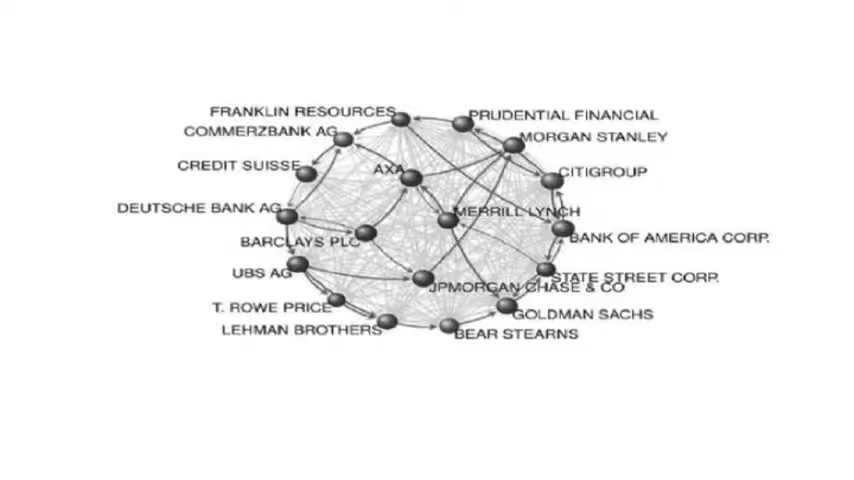 FRANKLIN RESOURCES
PRUDENTIAL FINANCIAL
COMMERZBANK AG
MORGAN STANLEY
CREDIT SUISSE
AXA
CITIGROUP
DEUTSCHE BANK AG
MERRILL LYNCH
BARCLAYS PLC
BANK OF AMERICA CORP.
UBS AG
STATE STREET CORP.
JPMORGAN CHASE & CO
T. ROWE PRICE
GOLDMAN SACHS
LEHMAN BROTHERS
BEAR STEARNS